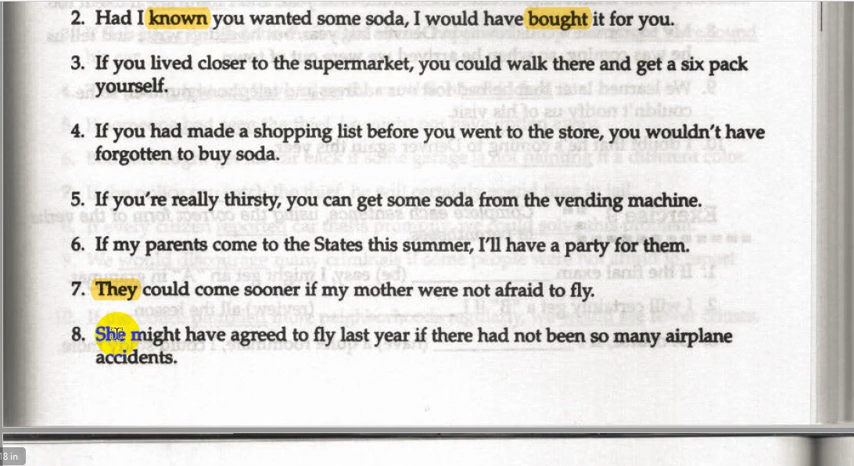 2. Had I known you wanted some soda, I would have bought it for you.
3. If you lived closer to the supermarket, you could walk there and get a six pack
yourself.
4. If you had made a shopping list before you went to the store, you wouldn't have
forgotten to buy soda.
5. If you're really thirsty, you can get some soda from the vending machine.
6. If my parents come to the States this summer, I'll have a party for them.
7. They could come sooner if my mother were not afraid to fly.
8. She might have agreed to fly last year if there had not been so many airplane
accidents.
8 in